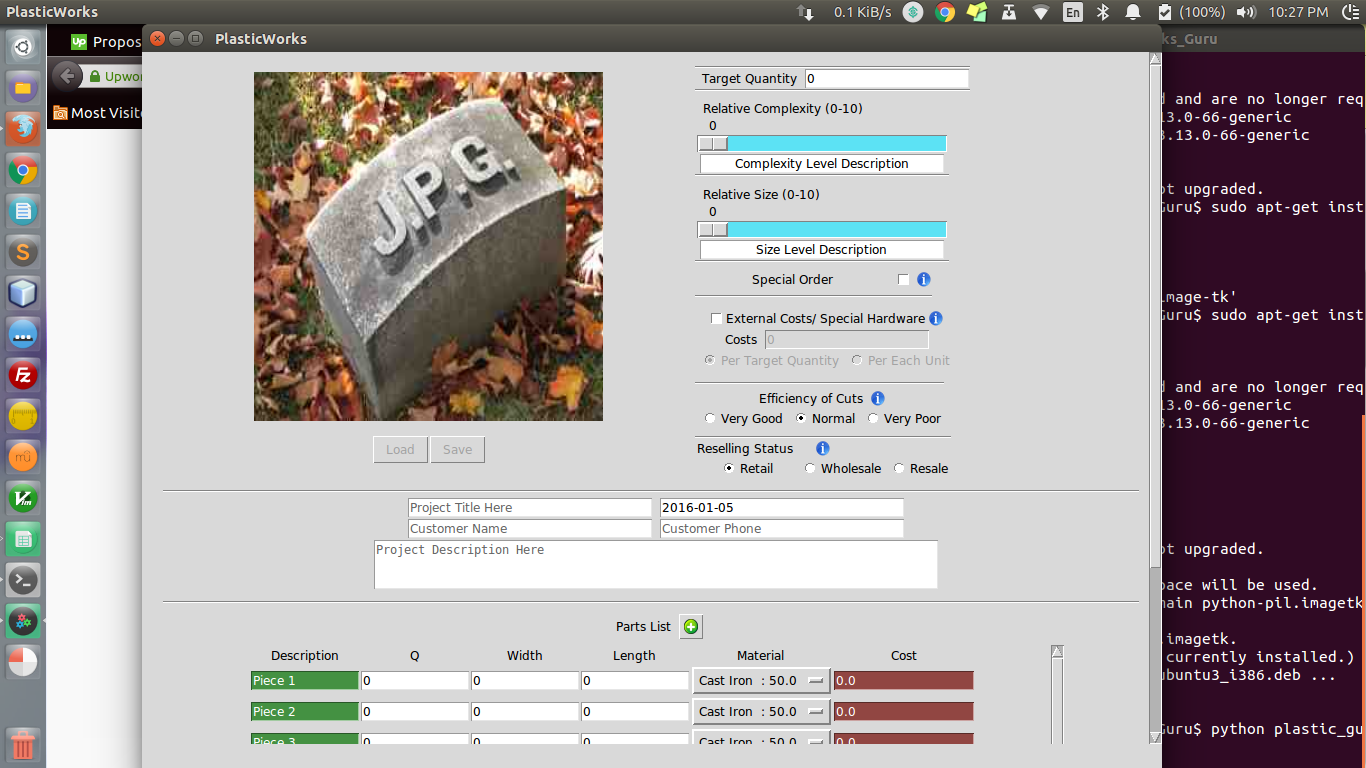 PlasticWorks
0.1 KiB/s
En
(100%)
10:27 PM
Up Propos
PlasticWorks
ks_Guru
Upwor
Most Visite
J.P.G.
Load
Save
Target Quantity 0
Relative Complexity (0-10)
0
Complexity Level Description
Relative Size (0-10)
0
Size Level Description
Special Order
External Costs/ Special Hardware
Costs 0
Per Target Quantity Per Each Unit
Efficiency of Cuts
Very Good Normal Very Poor
Reselling Status
Retail Wholesale Resale
Project Title Here
2016-01-05
Customer Name
Customer Phone
Project Description Here
Parts List
Description Q Width Length Material Cost
Piece 1 0 0 0 Cast Iron : 50.0 0.0
Piece 2 0 0 0 Cast Iron : 50.0 0.0
Piece 3 0 0 0 Cast Iron : 50.0 0.0
d and are no longer req
13.0-66-generic
3.13.0-66-generic
ot upgraded.
Guru$ sudo apt-get inst
image-tk'
Guru$ sudo apt-get inst
d and are no longer req
13.0-66-generic
3.13.0-66-generic
ot upgraded.
pace will be used.
main python-pil.imagetk
.imagetk.
currently installed.)
ubuntu3_i386.deb ...
Guru$ python plastic_gu
S
...
Fz
mü
Vim
>_